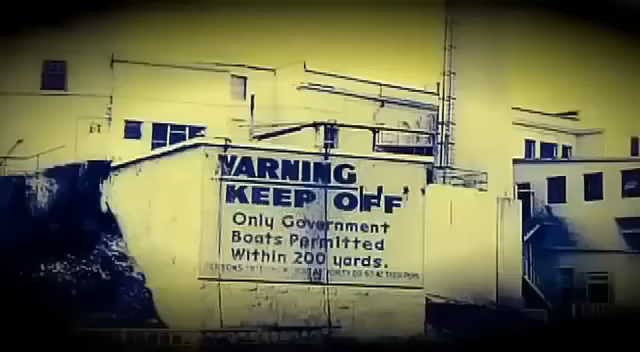 WARNING
KEEP OFF
Only Government
Boats Permitted
Within 200 yards.